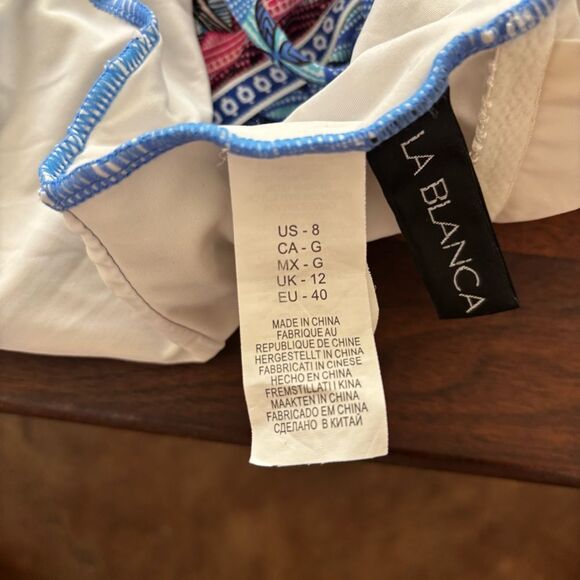 US - 8
CA - G
MX - G
UK - 12
EU - 40
MADE IN CHINA
FABRIQUE AU
REPUBLIQUE DE CHINE
HERGESTELLT IN CHINA
FABBRICATI IN CINESE
HECHO EN CHINA
FREMSTILLATI I KINA
MAAKTEN IN CHINA
FABRICADO EM CHINA
СДЕЛАНО В КИТАЙ
LA BLANCA